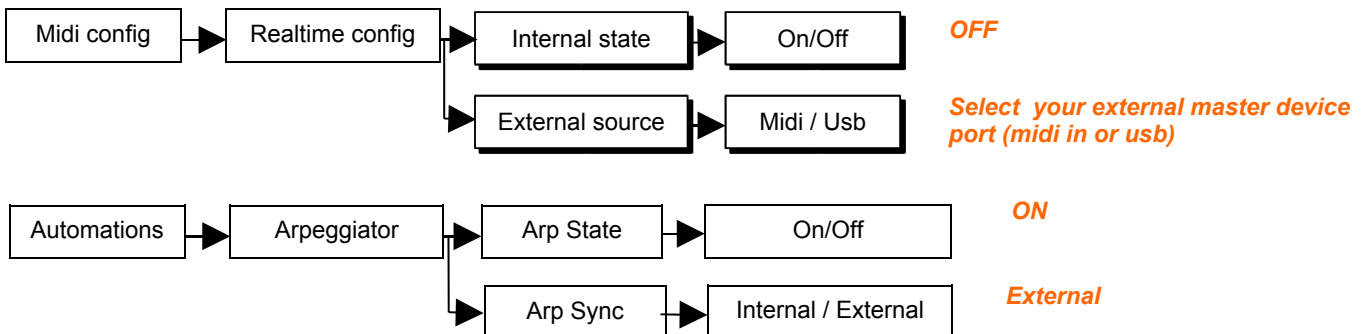 Midi config Realtime config Internal state On/Off OFF
External source Midi / Usb Select your external master device
port (midi in or usb)
Automations Arpeggiator Arp State On/Off ON
Arp Sync Internal / External External